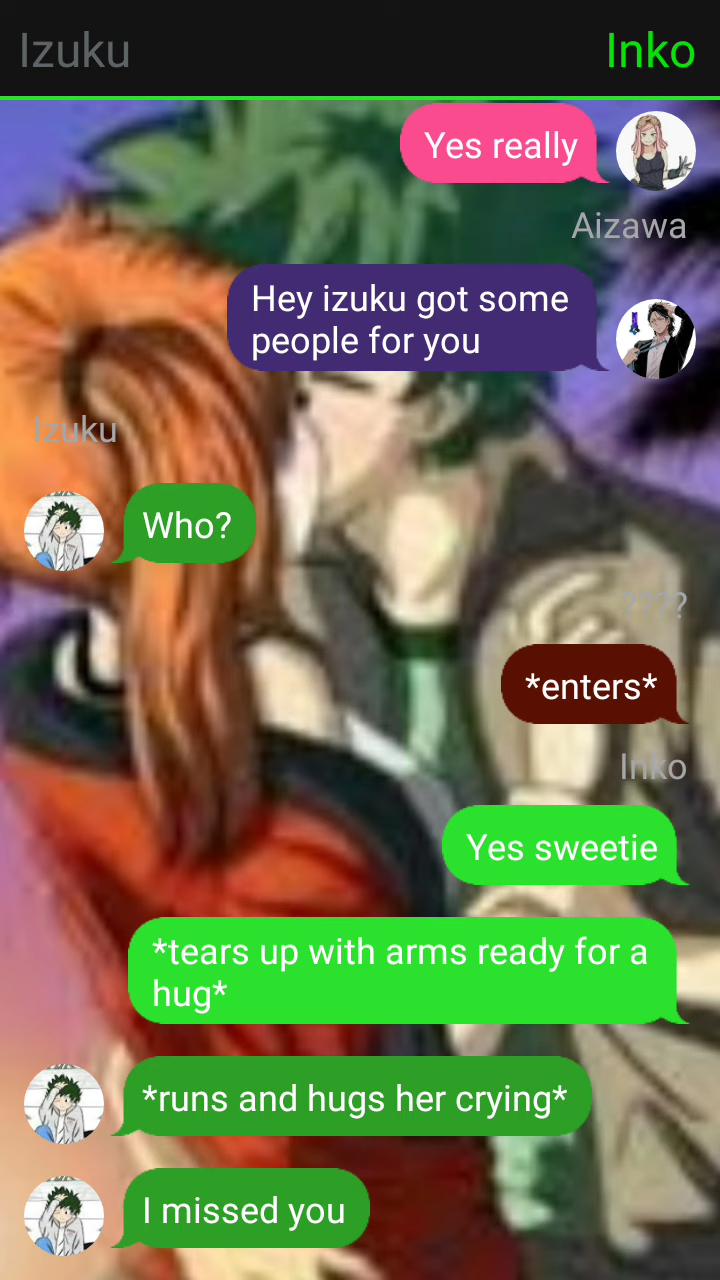 Izuku
Inko
Yes really
Aizawa
Hey izuku got some
people for you
Izuku
Who?
????
*enters*
Inko
Yes sweetie
*tears up with arms ready for a
hug*
*runs and hugs her crying*
I missed you